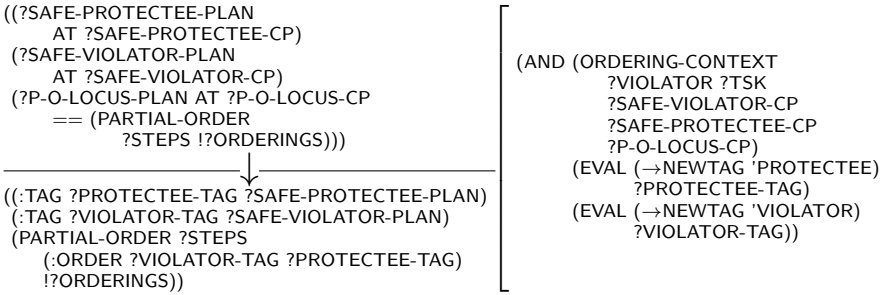 ((?SAFE-PROTECTEE-PLAN
AT ?SAFE-PROTECTEE-CP)
(?SAFE-VIOLATOR-PLAN
AT ?SAFE-VIOLATOR-CP)
(?P-O-LOCUS-PLAN AT ?P-O-LOCUS-CP
== (PARTIAL-ORDER
?STEPS !?ORDERINGS)))
((:TAG ?PROTECTEE-TAG ?SAFE-PROTECTEE-PLAN)
(:TAG ?VIOLATOR-TAG ?SAFE-VIOLATOR-PLAN)
(PARTIAL-ORDER ?STEPS
(:ORDER ?VIOLATOR-TAG ?PROTECTEE-TAG)
!?ORDERINGS))
(AND (ORDERING-CONTEXT
?VIOLATOR ?TSK
?SAFE-VIOLATOR-CP
?SAFE-PROTECTEE-CP
?P-O-LOCUS-CP)
(EVAL (→NEWTAG 'PROTECTEE)
?PROTECTEE-TAG)
(EVAL (→NEWTAG 'VIOLATOR)
?VIOLATOR-TAG))